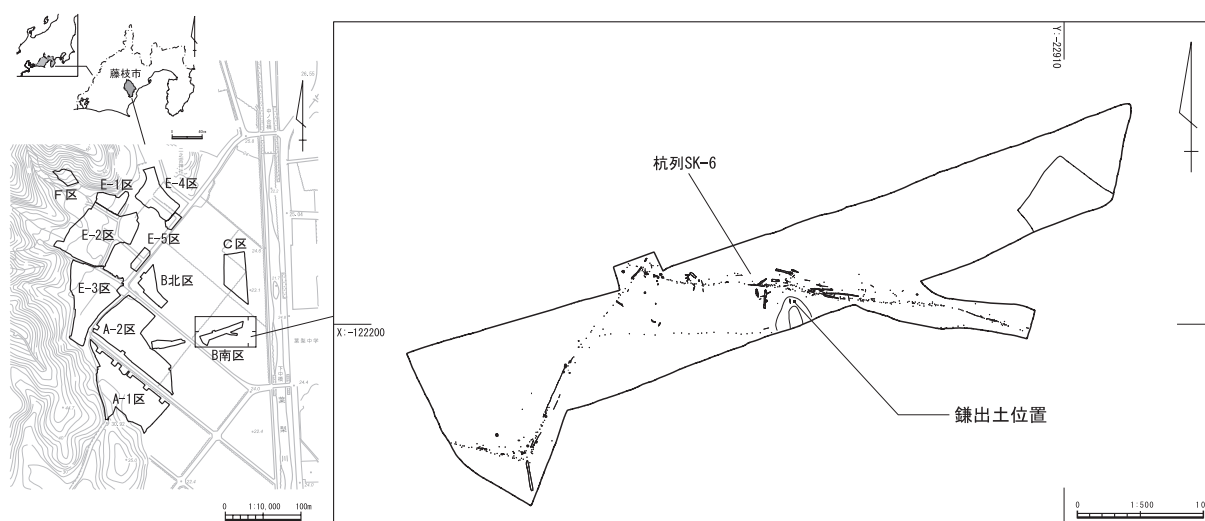 藤枝市
F区
E-1区
E-4区
E-2区
E-5区
C区
E-3区
B北区
A-2区
B南区
A-1区
0 1:10,000 100m
Y:-22910
杭列SK-6
X:-122200
鎌出土位置
0 1:500 10